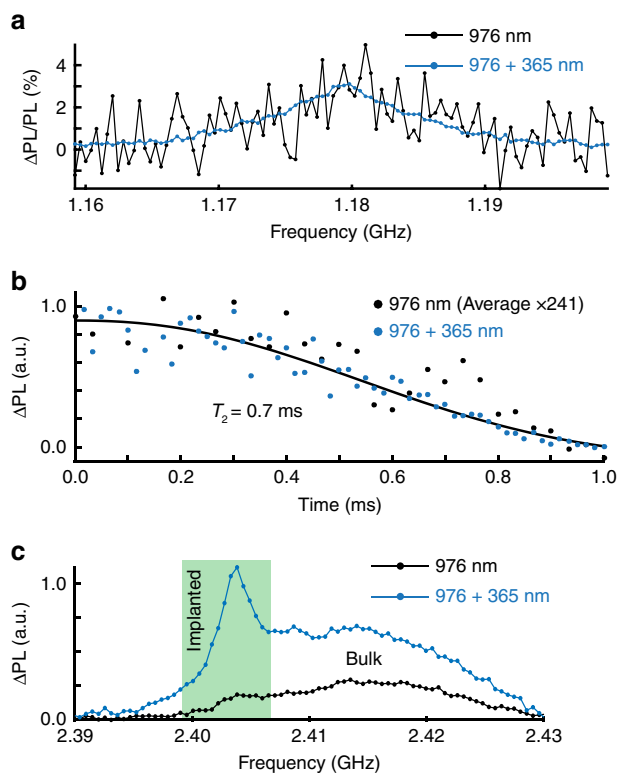 a
976 nm
976 + 365 nm
ΔPL/PL (%)
4
2
0
1.16
1.17
1.18
1.19
Frequency (GHz)
b
976 nm (Average ×241)
976 + 365 nm
ΔPL (a.u.)
1.0
0.0
T2 = 0.7 ms
0.0
0.2
0.4
0.6
0.8
1.0
Time (ms)
c
976 nm
976 + 365 nm
ΔPL (a.u.)
1.0
0.0
Implanted
Bulk
2.39
2.40
2.41
2.42
2.43
Frequency (GHz)